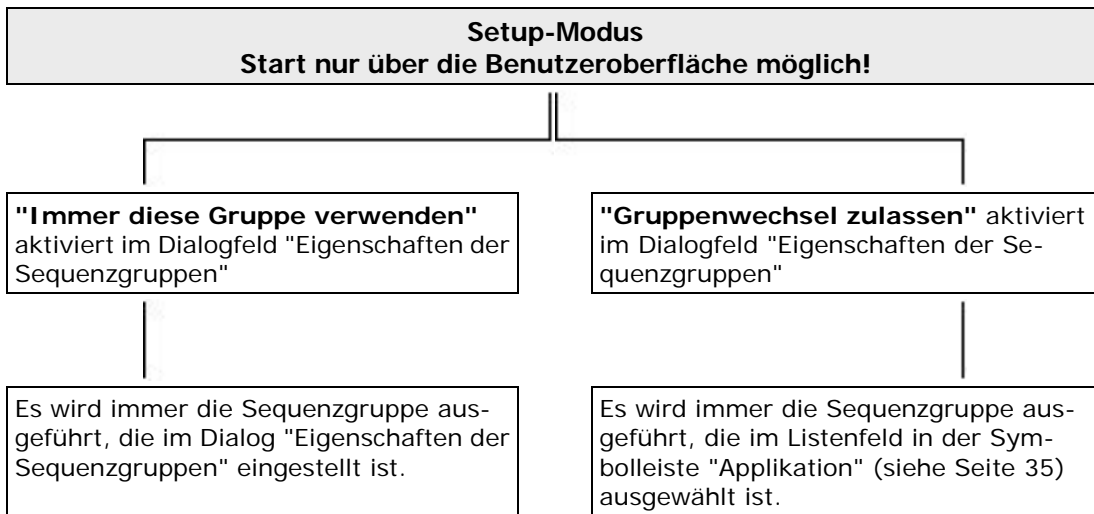 Setup-Modus
Start nur über die Benutzeroberfläche möglich!
"Immer diese Gruppe verwenden"
aktiviert im Dialogfeld "Eigenschaften der
Sequenzgruppen"
"Gruppenwechsel zulassen" aktiviert
im Dialogfeld "Eigenschaften der Se-
quenzgruppen"
Es wird immer die Sequenzgruppe aus-
geführt, die im Dialog "Eigenschaften der
Sequenzgruppen" eingestellt ist.
Es wird immer die Sequenzgruppe aus-
geführt, die im Listenfeld in der Sym-
bolleiste "Applikation" (siehe Seite 35)
ausgewählt ist.